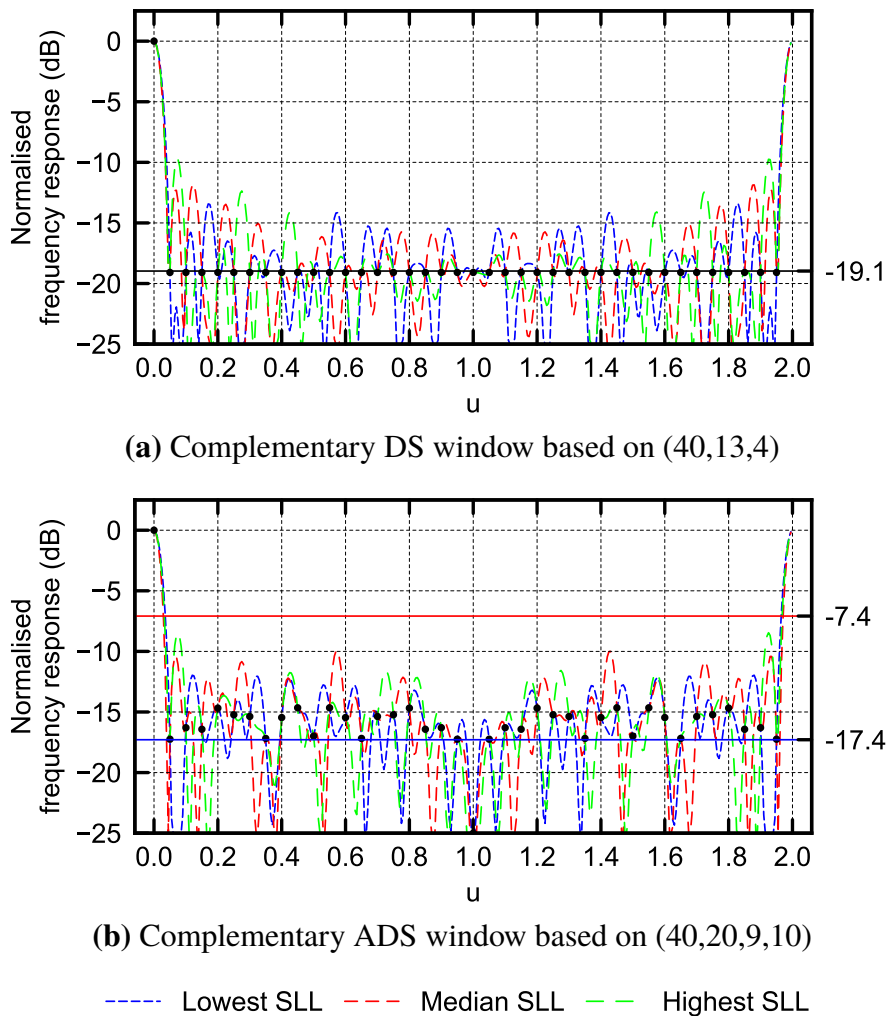 Normalised
frequency response (dB)
0
−5
−10
−15
−20
−25
-19.1
0.0 0.2 0.4 0.6 0.8 1.0 1.2 1.4 1.6 1.8 2.0
u
(a) Complementary DS window based on (40,13,4)
Normalised
frequency response (dB)
0
−5
−10
−15
−20
−25
-7.4
-17.4
0.0 0.2 0.4 0.6 0.8 1.0 1.2 1.4 1.6 1.8 2.0
u
(b) Complementary ADS window based on (40,20,9,10)
Lowest SLL Median SLL Highest SLL